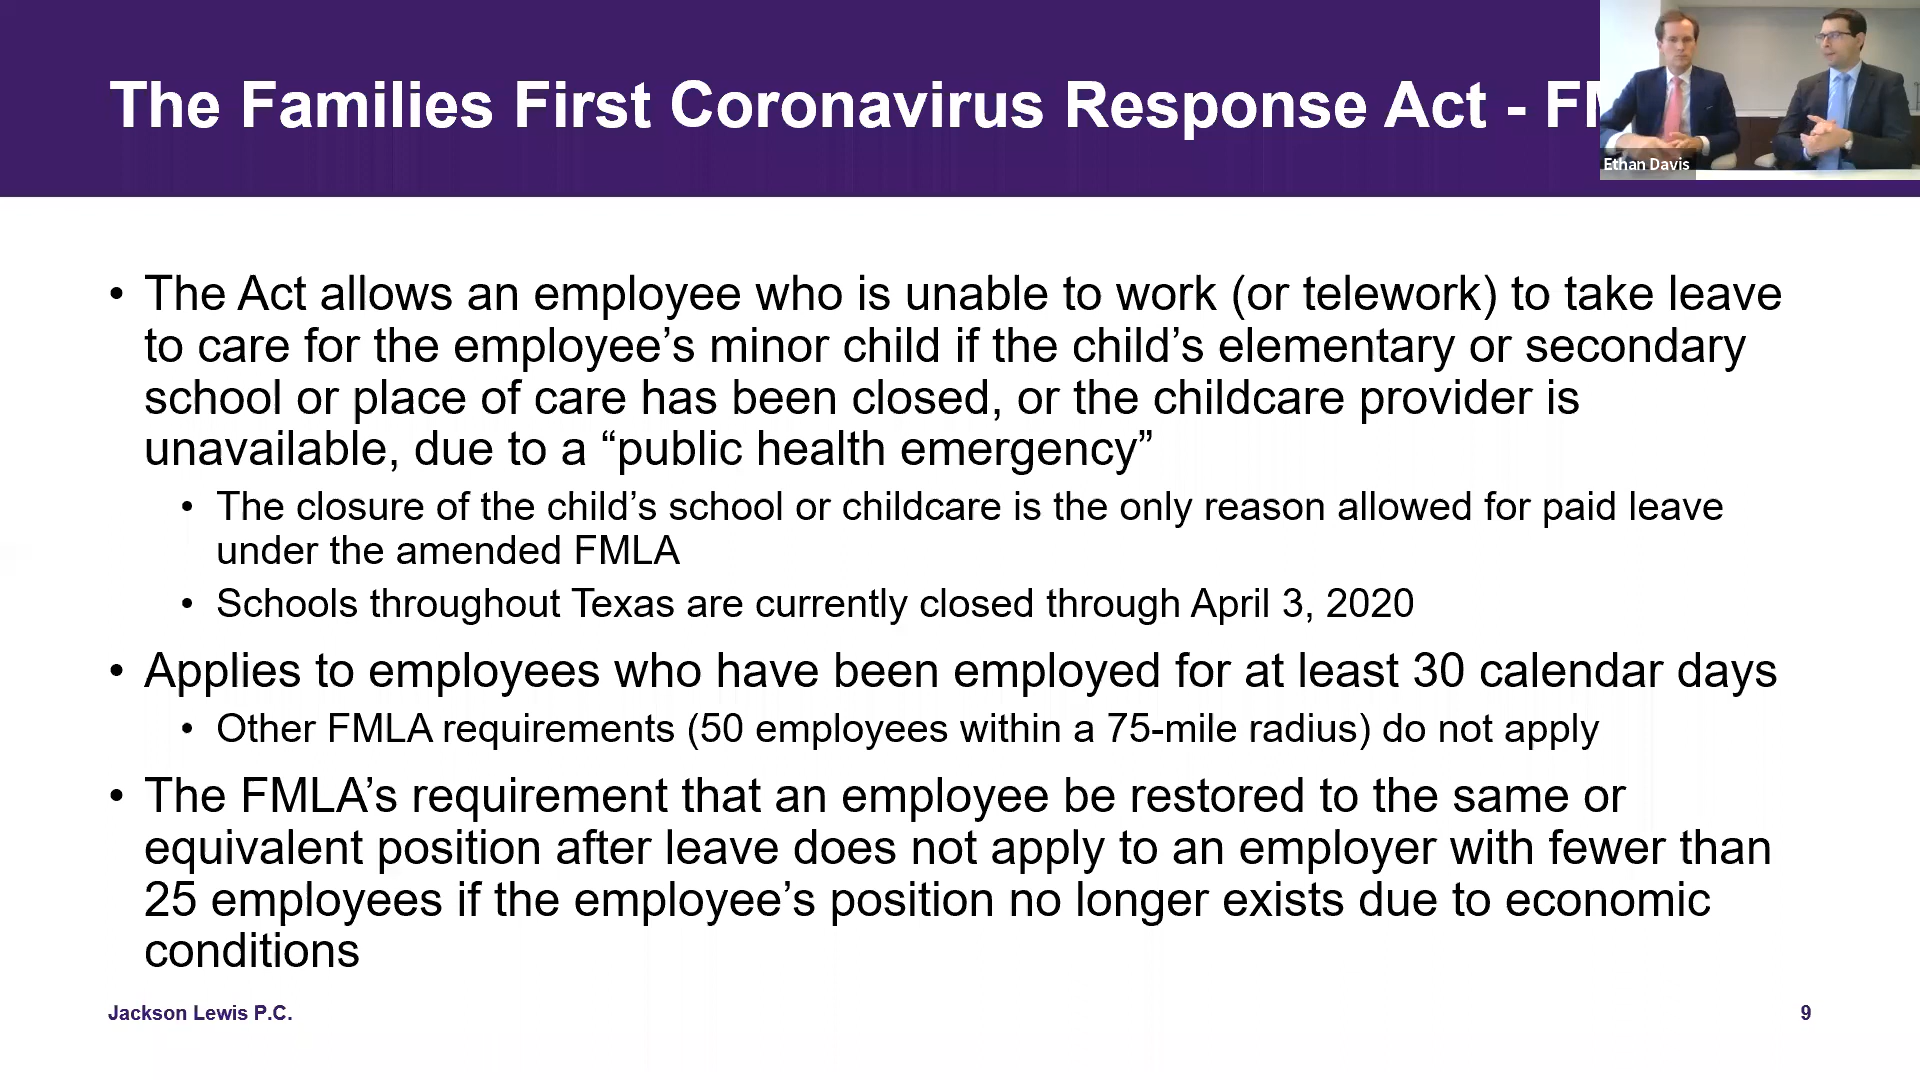 The Families First Coronavirus Response Act - FM
Ethan Davis
• The Act allows an employee who is unable to work (or telework) to take leave
to care for the employee’s minor child if the child’s elementary or secondary
school or place of care has been closed, or the childcare provider is
unavailable, due to a “public health emergency”
• The closure of the child’s school or childcare is the only reason allowed for paid leave
under the amended FMLA
• Schools throughout Texas are currently closed through April 3, 2020
• Applies to employees who have been employed for at least 30 calendar days
• Other FMLA requirements (50 employees within a 75-mile radius) do not apply
• The FMLA’s requirement that an employee be restored to the same or
equivalent position after leave does not apply to an employer with fewer than
25 employees if the employee’s position no longer exists due to economic
conditions
Jackson Lewis P.C.
9